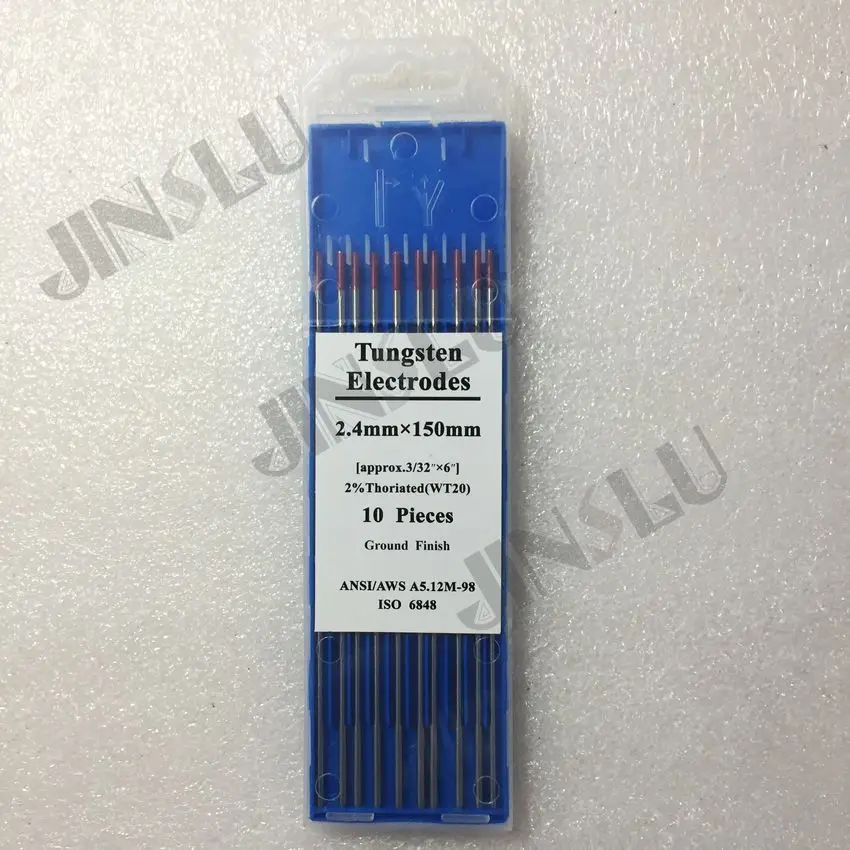 JINSLU
Tungsten
Electrodes
2.4mm×150mm
[approx.3/32"×6"]
2%Thoriated(WT20)
10 Pieces
Ground Finish
ANSI/AWS A5.12M-98
ISO 6848
JINSLU
JINSLU